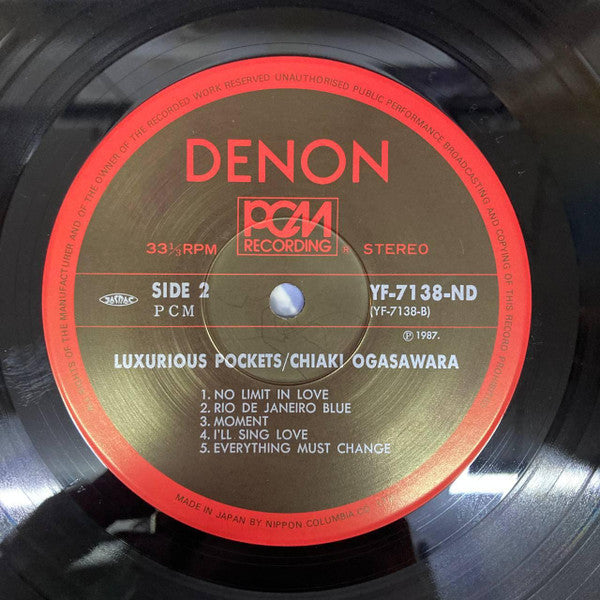 ALL RIGHTS OF THE MANUFACTURER AND OF THE OWNER OF THE RECORDED WORK RESERVED UNAUTHORISED PUBLIC PERFORMANCE BROADCASTING AND COPYING OF THIS RECORD PROHIBITED
DENON
PCM
RECORDING
33⅓RPM R STEREO
JASRAC SIDE 2 YF-7138-ND
PCM (YF-7138-B)
℗ 1987.
LUXURIOUS POCKETS/CHIAKI OGASAWARA
1. NO LIMIT IN LOVE
2. RIO DE JANEIRO BLUE
3. MOMENT
4. I'LL SING LOVE
5. EVERYTHING MUST CHANGE
MADE IN JAPAN BY NIPPON COLUMBIA CO.